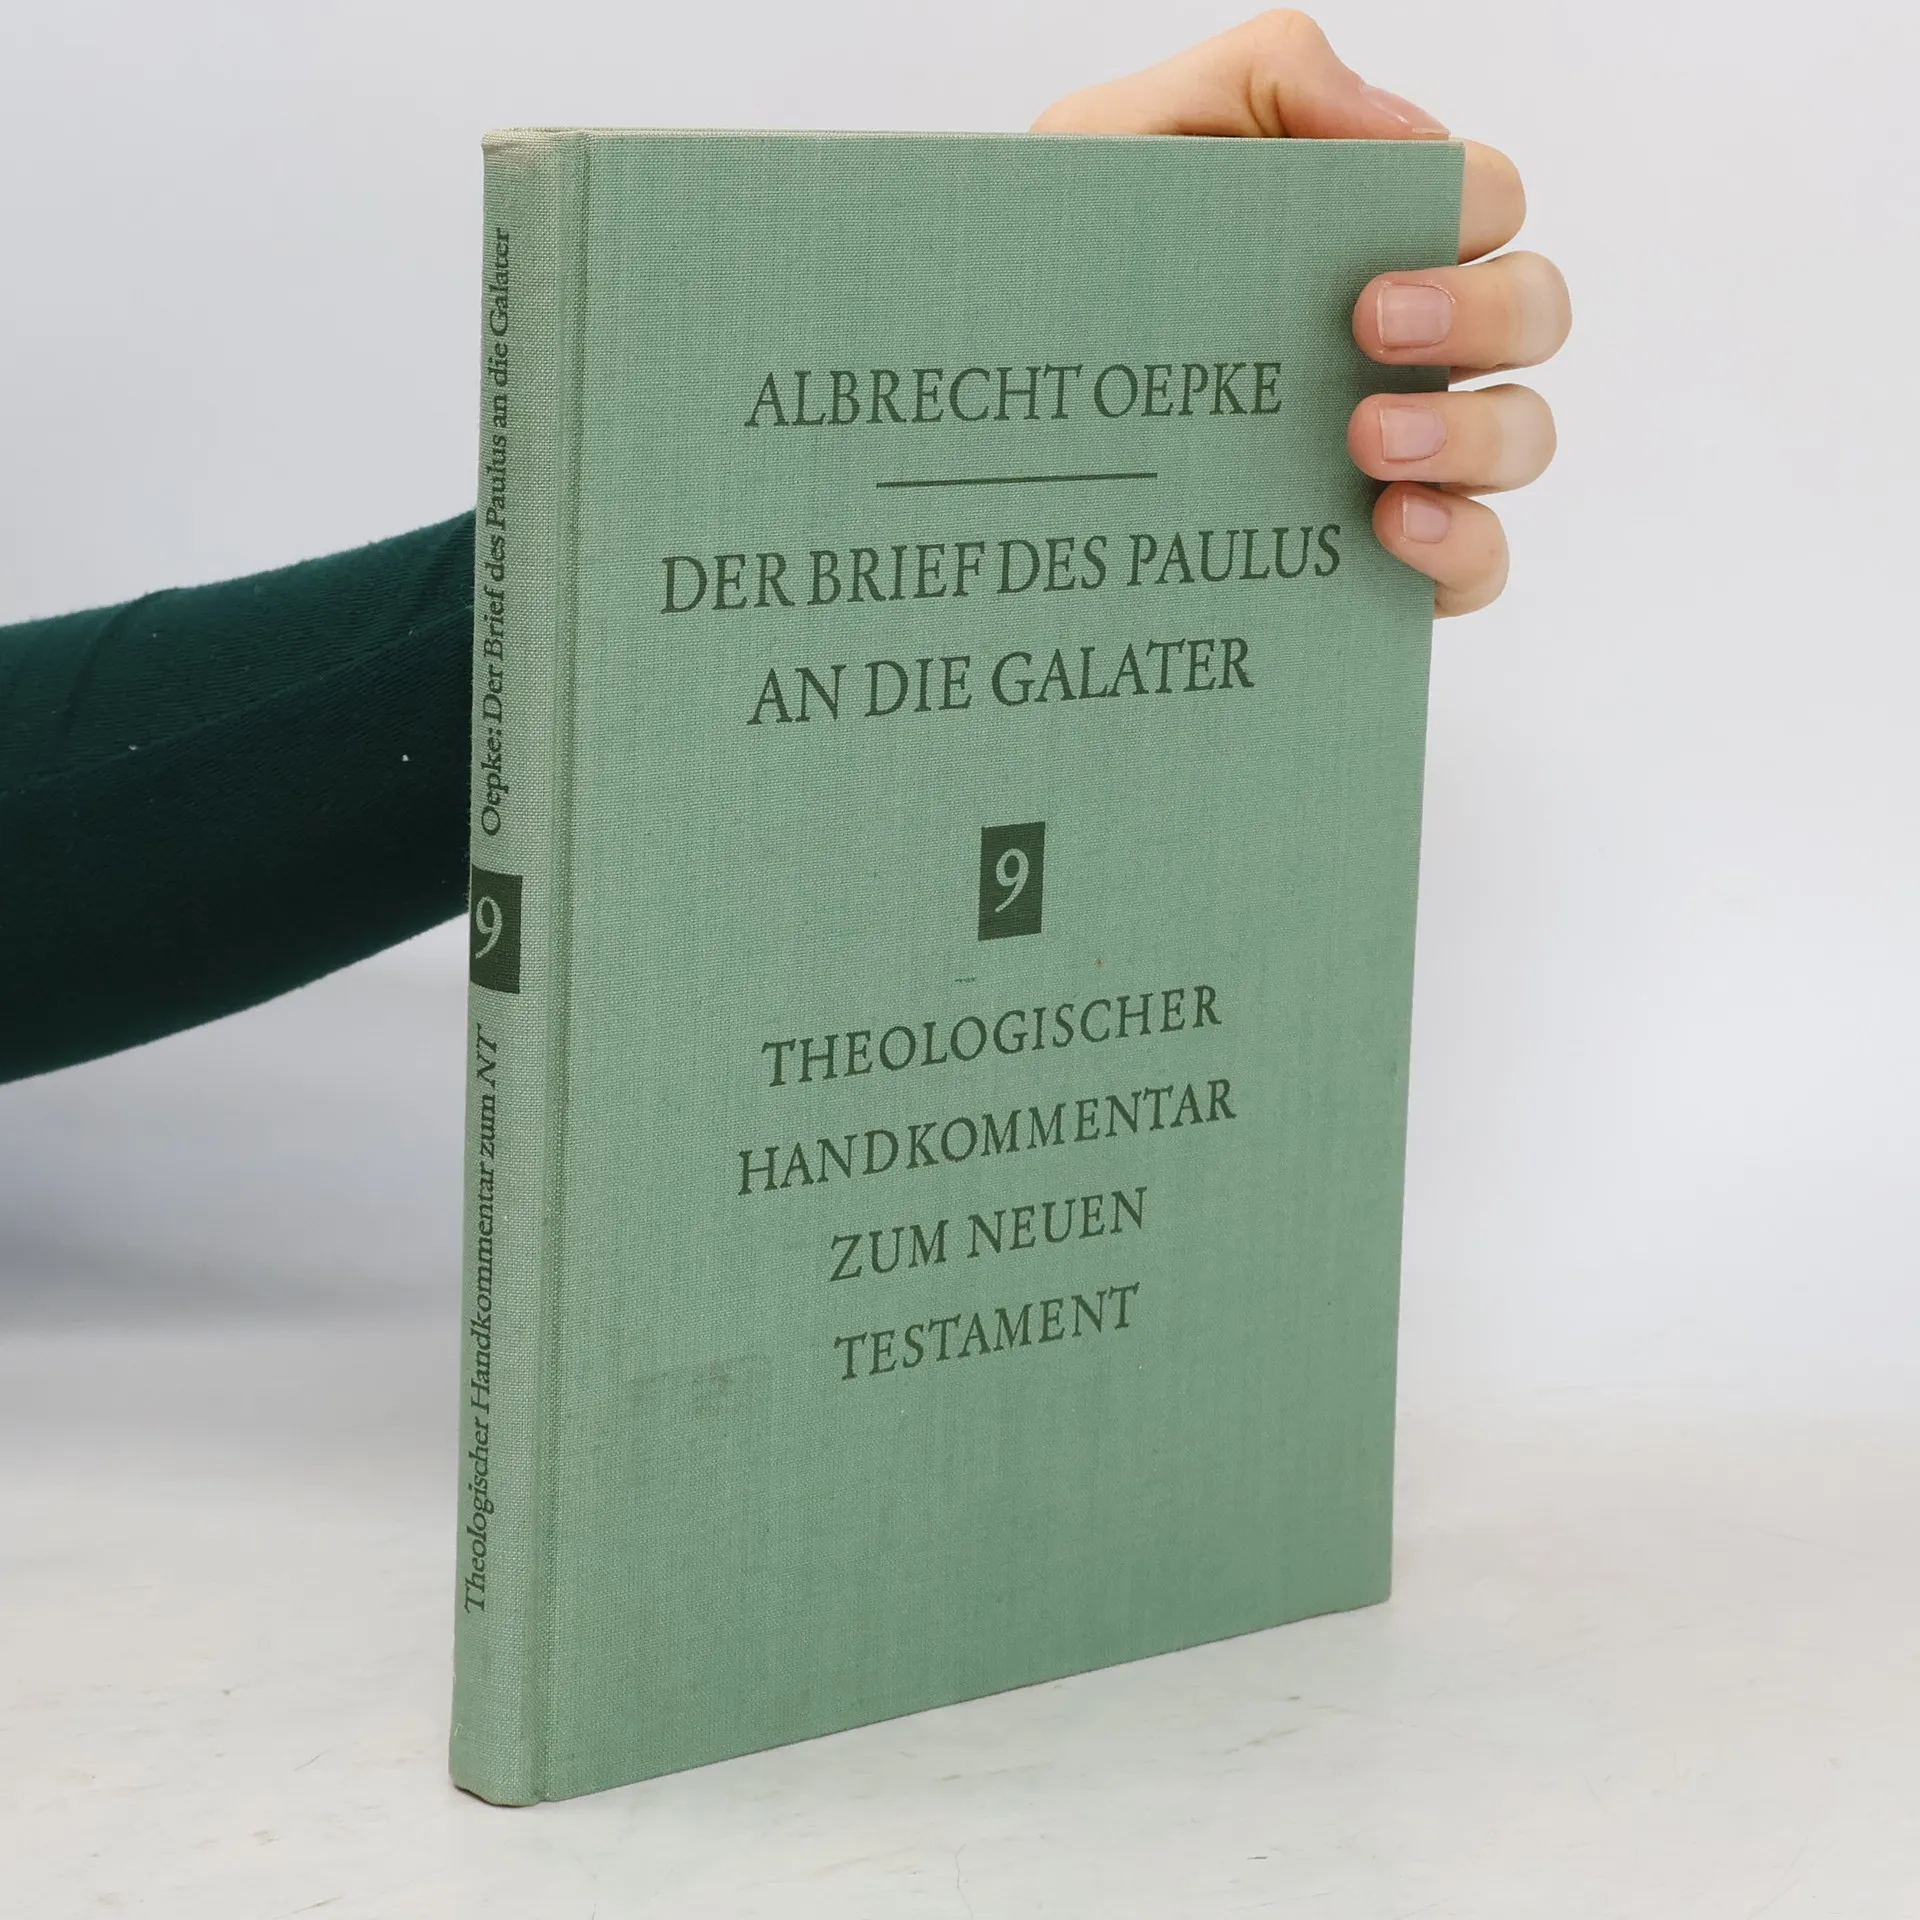 ALBRECHT OEPKE
DER BRIEF DES PAULUS
AN DIE GALATER
9
THEOLOGISCHER
HANDKOMMENTAR
ZUM NEUEN
TESTAMENT
Theologischer Handkommentar zum NT 9 Oepke: Der Brief des Paulus an die Galater